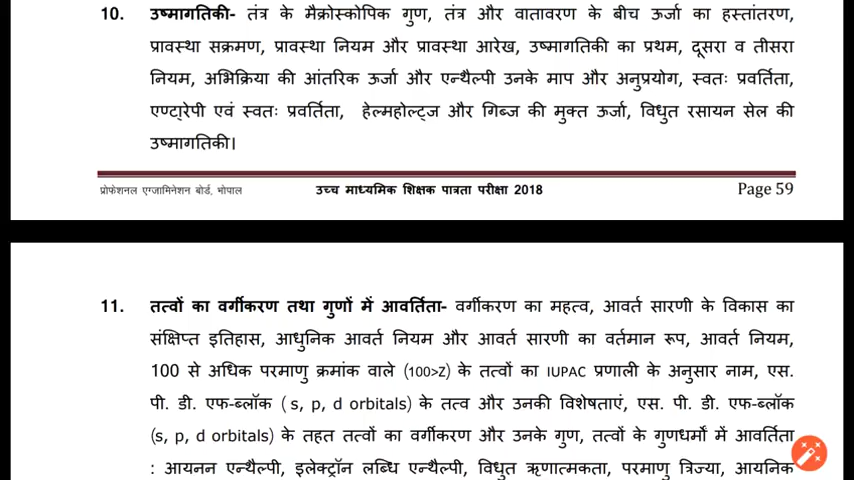 10. उष्मागतिकी- तंत्र के मैक्रोस्कोपिक गुण, तंत्र और वातावरण के बीच ऊर्जा का हस्तांतरण,
प्रावस्था सक्रमण, प्रावस्था नियम और प्रावस्था आरेख, उष्मागतिकी का प्रथम, दूसरा व तीसरा
नियम, अभिक्रिया की आंतरिक ऊर्जा और एन्थैल्पी उनके माप और अनुप्रयोग, स्वतः प्रवर्तिता,
एण्ट्रारेपी एवं स्वतः प्रवर्तिता, हेल्महोल्ट्ज और गिब्ज की मुक्त ऊर्जा, विधुत रसायन सेल की
उष्मागतिकी।
प्रोफेशनल एग्जामिनेशन बोर्ड, भोपाल उच्च माध्यमिक शिक्षक पात्रता परीक्षा 2018 Page 59
11. तत्वों का वर्गीकरण तथा गुणों में आवर्तिता- वर्गीकरण का महत्व, आवर्त सारणी के विकास का
संक्षिप्त इतिहास, आधुनिक आवर्त नियम और आवर्त सारणी का वर्तमान रूप, आवर्त नियम,
100 से अधिक परमाणु क्रमांक वाले (100>Z) के तत्वों का IUPAC प्रणाली के अनुसार नाम, एस.
पी. डी. एफ-ब्लॉक ( s, p, d orbitals) के तत्व और उनकी विशेषताएं, एस. पी. डी. एफ-ब्लॉक
(s, p, d orbitals) के तहत तत्वों का वर्गीकरण और उनके गुण, तत्वों के गुणधर्मों में आवर्तिता
: आयनन एन्थैल्पी, इलेक्ट्रॉन लब्धि एन्थैल्पी, विधुत ऋणात्मकता, परमाणु त्रिज्या, आयनिक